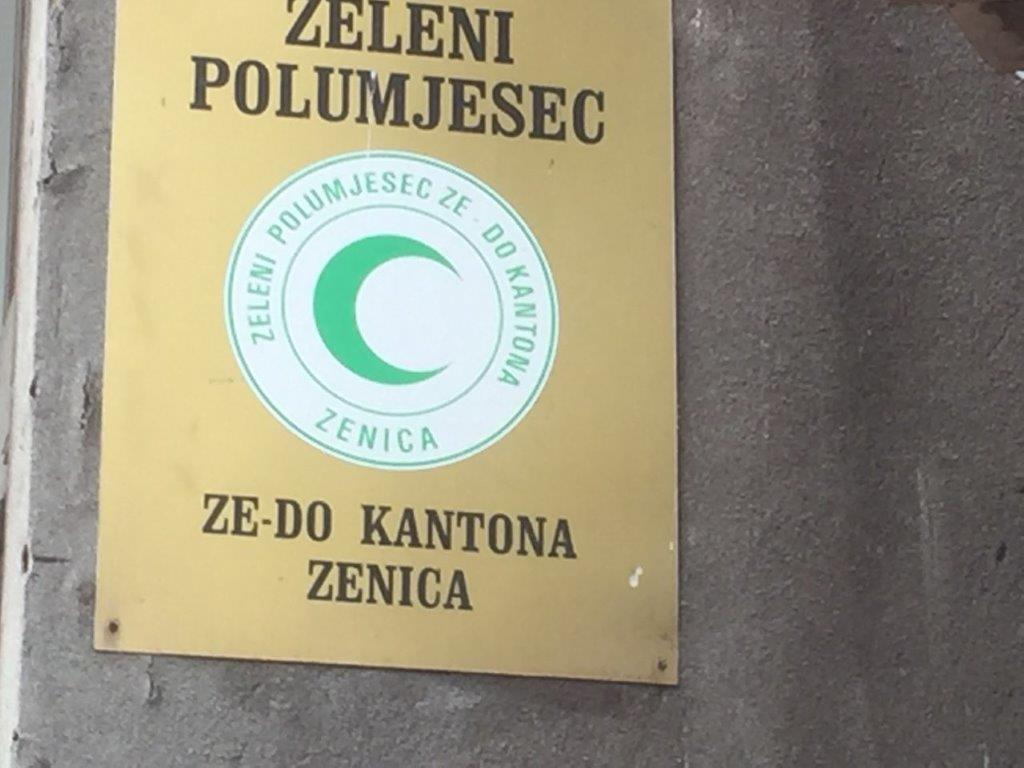 ZELENI
POLUMJESEC
ZELENI POLUMJESEC ZE - DO KANTONA
ZENICA
ZE-DO KANTONA
ZENICA